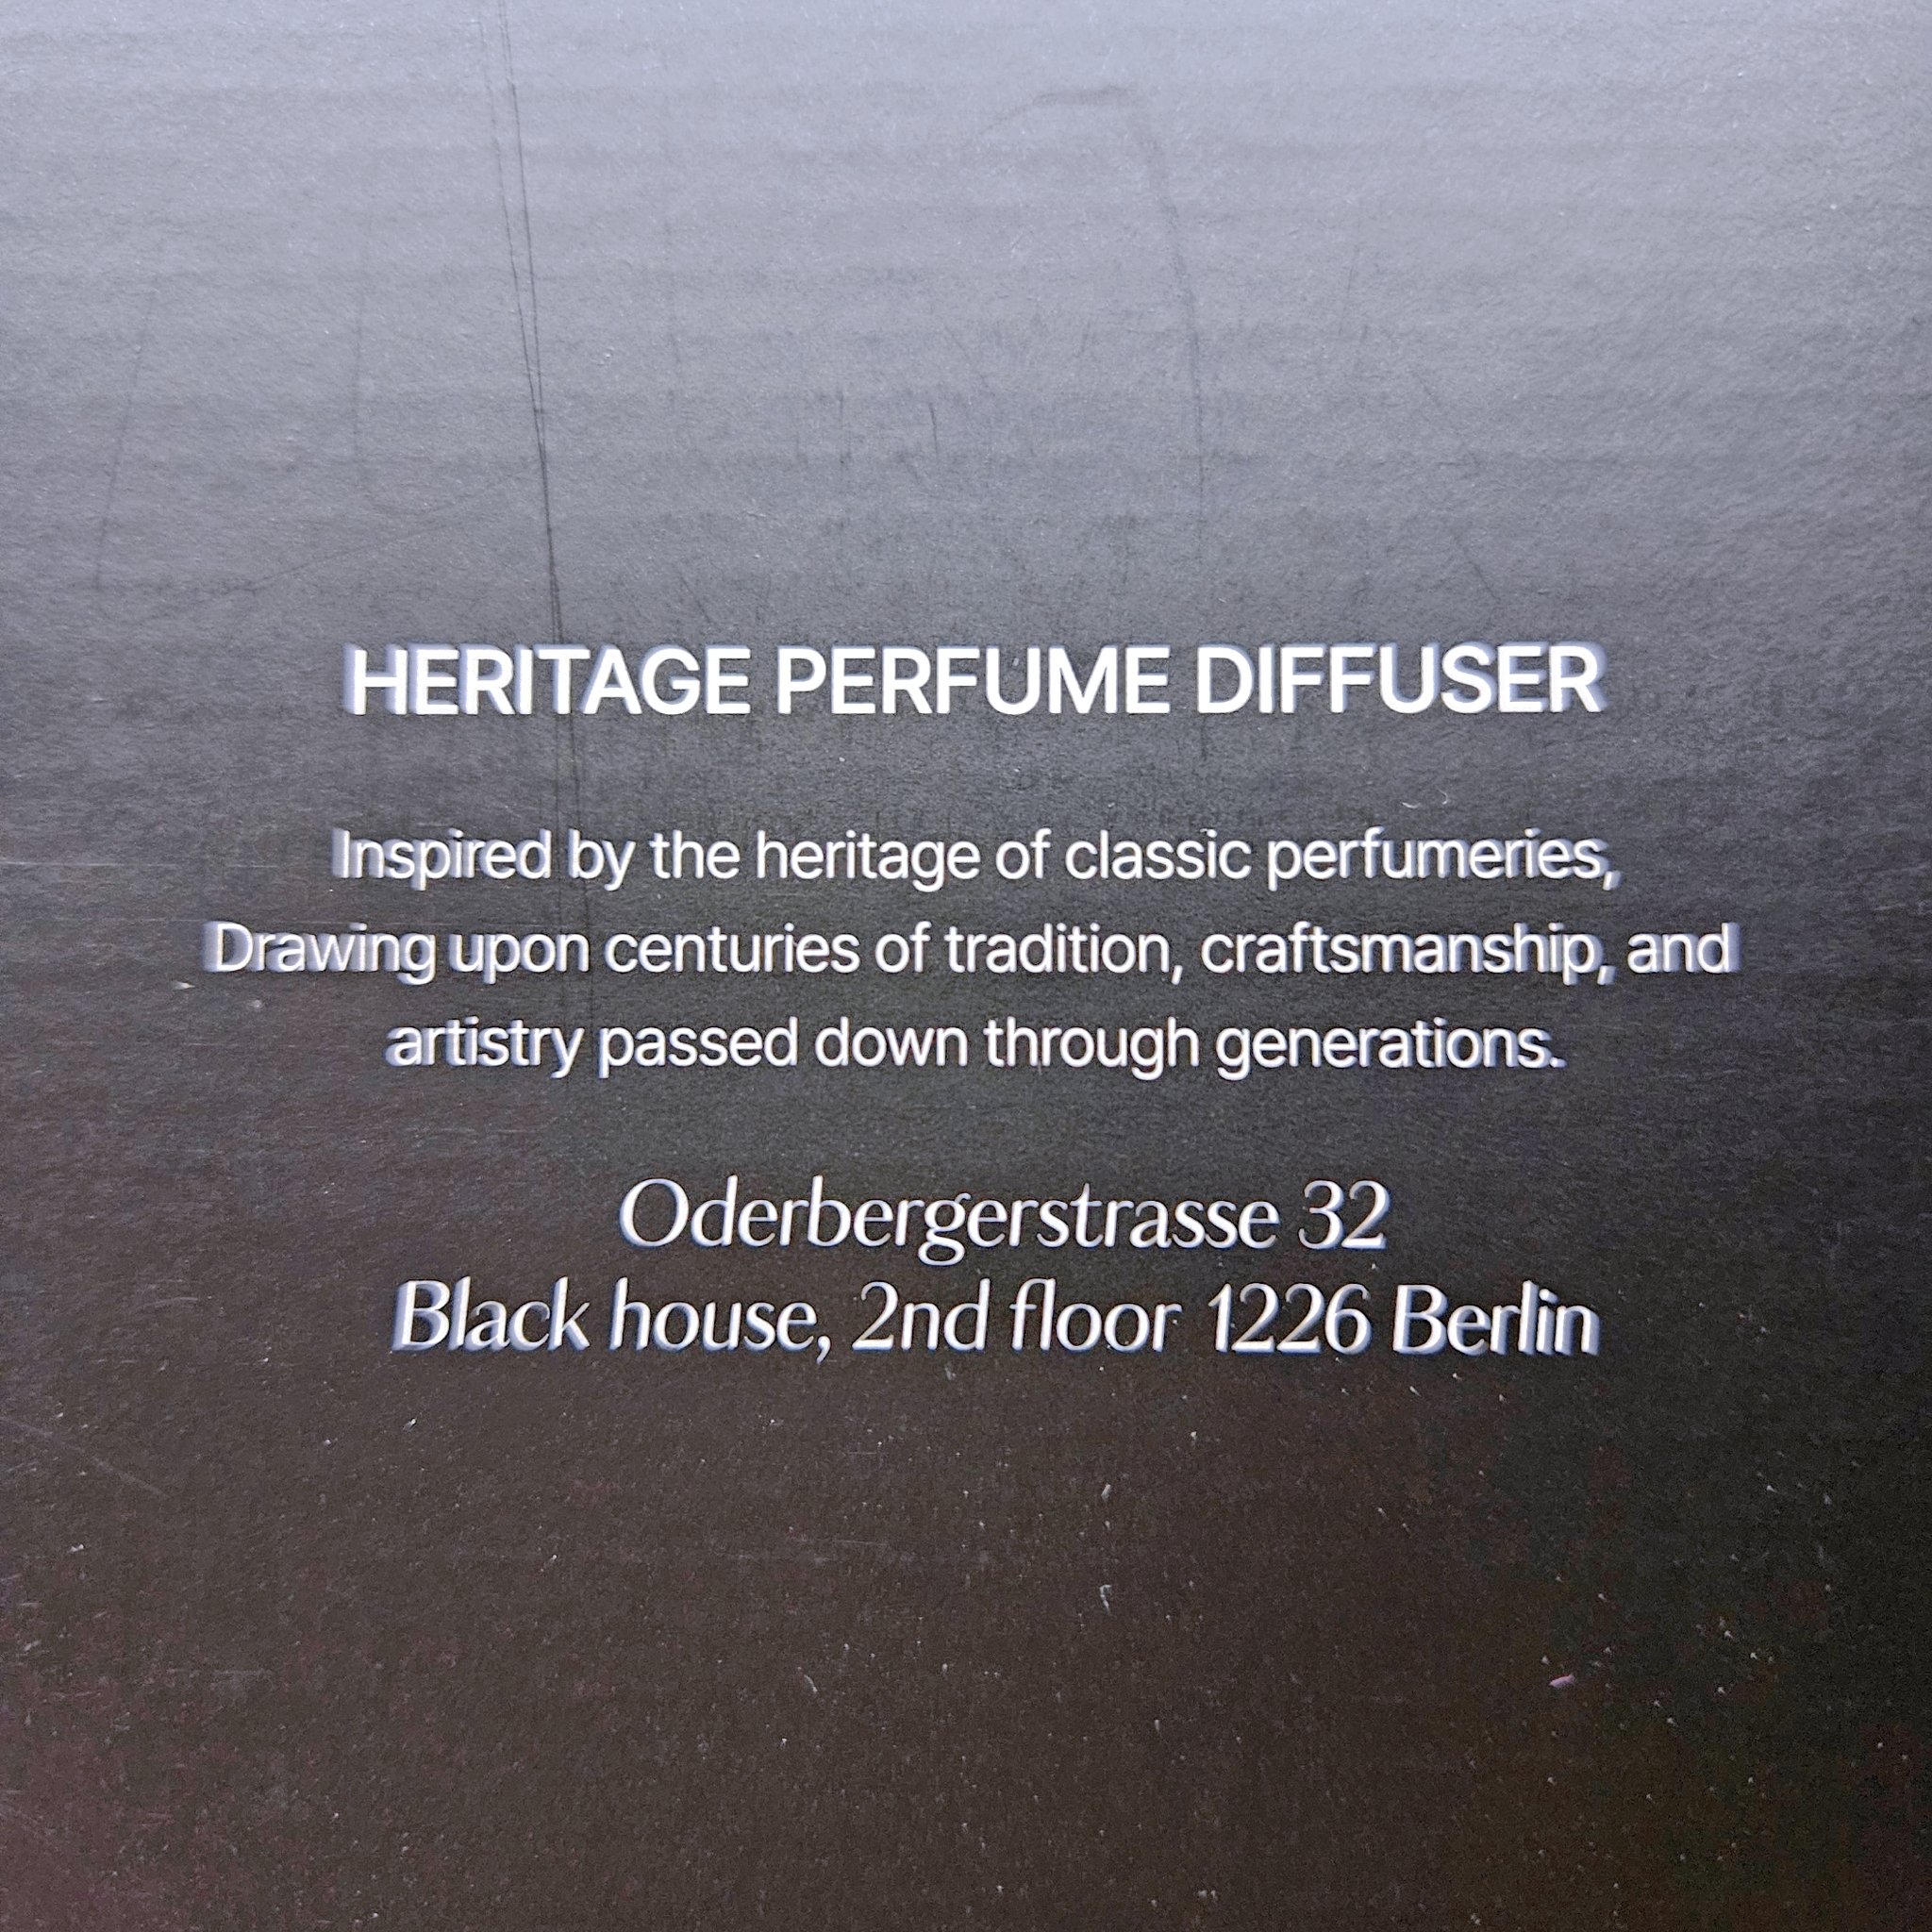 HERITAGE PERFUME DIFFUSER
Inspired by the heritage of classic perfumeries,
Drawing upon centuries of tradition, craftsmanship, and
artistry passed down through generations.
Oderbergerstrasse 32
Black house, 2nd floor 1226 Berlin